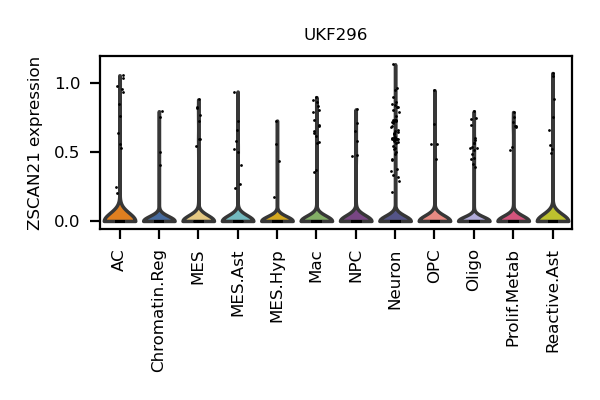 UKF296
ZSCAN21 expression
1.0
0.5
0.0
AC
Chromatin.Reg
MES
MES.Ast
MES.Hyp
Mac
NPC
Neuron
OPC
Oligo
Prolif.Metab
Reactive.Ast